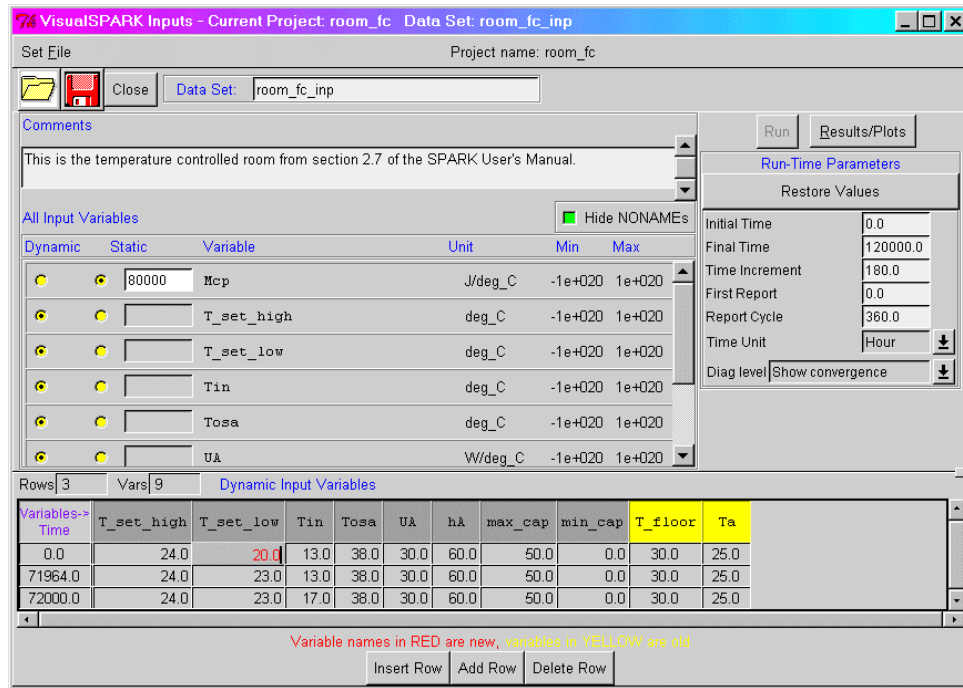 VisualSPARK Inputs - Current Project: room_fc Data Set: room_fc_inp
Set File Project name: room_fc
Close Data Set: room_fc_inp
Comments
This is the temperature controlled room from section 2.7 of the SPARK User's Manual.
All Input Variables Hide NONAMEs
Dynamic Static Variable Unit Min Max
80000 Mcp J/deg_C -1e+020 1e+020
T_set_high deg_C -1e+020 1e+020
T_set_low deg_C -1e+020 1e+020
Tin deg_C -1e+020 1e+020
Tosa deg_C -1e+020 1e+020
UA W/deg_C -1e+020 1e+020
Run Results/Plots
Run-Time Parameters
Restore Values
Initial Time 0.0
Final Time 120000.0
Time Increment 180.0
First Report 0.0
Report Cycle 360.0
Time Unit Hour
Diag level Show convergence
Rows 3 Vars 9 Dynamic Input Variables
Variables-> Time T_set_high T_set_low Tin Tosa UA hA max_cap min_cap T_floor Ta
0.0 24.0 20.0 13.0 38.0 30.0 60.0 50.0 0.0 30.0 25.0
71964.0 24.0 23.0 13.0 38.0 30.0 60.0 50.0 0.0 30.0 25.0
72000.0 24.0 23.0 17.0 38.0 30.0 60.0 50.0 0.0 30.0 25.0
Variable names in RED are new, variables in YELLOW are old
Insert Row Add Row Delete Row